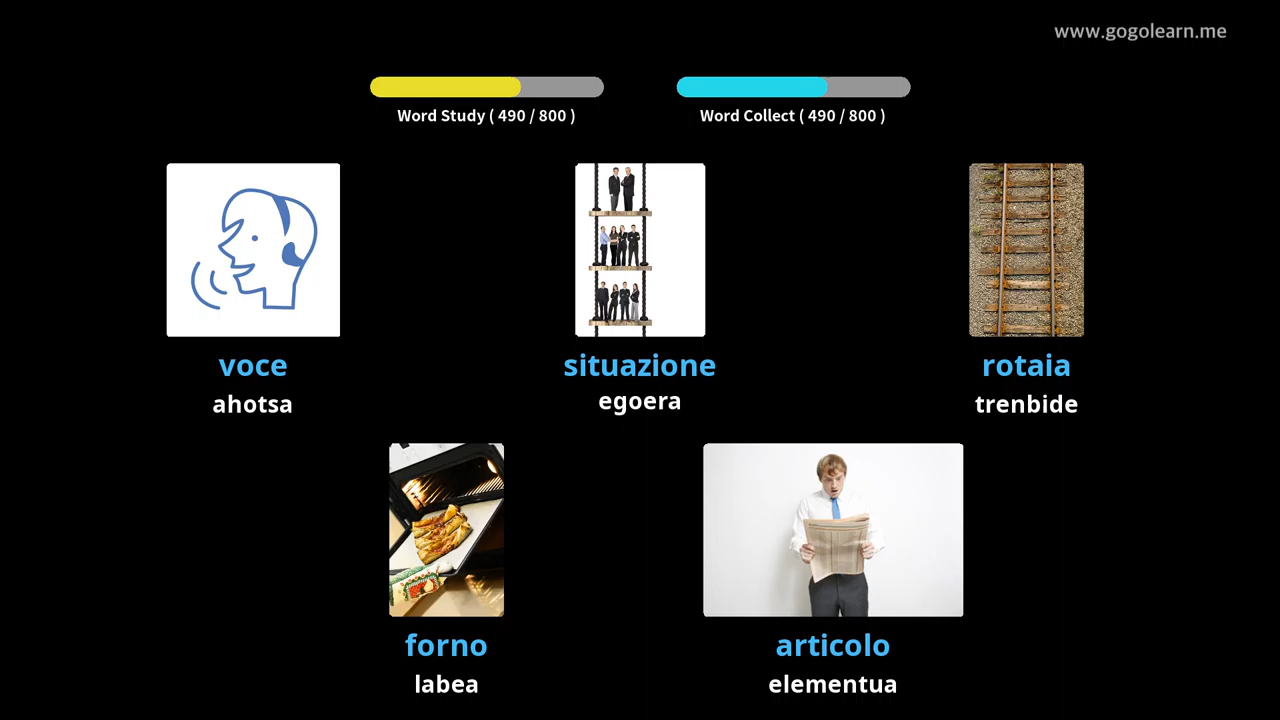 www.gogolearn.me
Word Study ( 490 / 800 )
Word Collect ( 490 / 800 )
voce
ahotsa
situazione
egoera
rotaia
trenbide
forno
labea
articolo
elementua